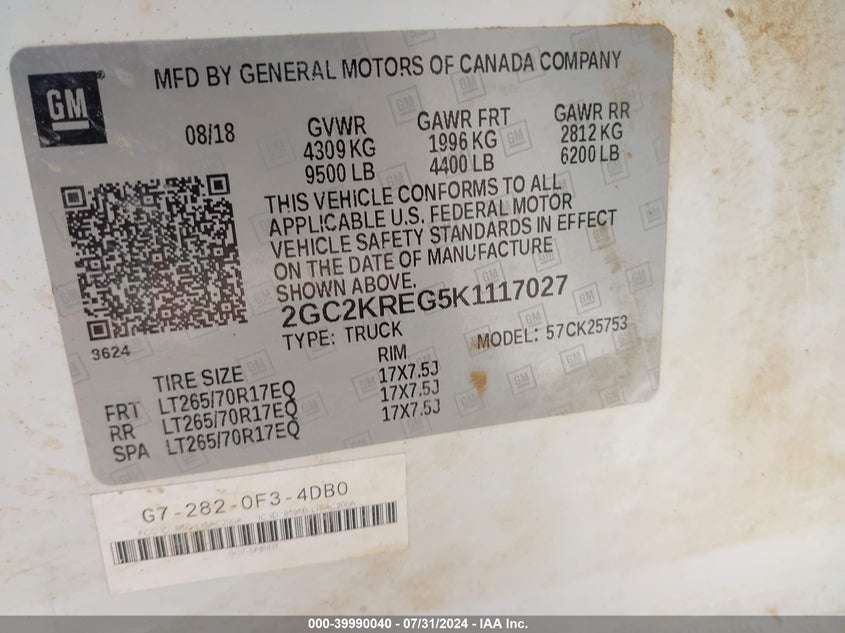 MFD BY GENERAL MOTORS OF CANADA COMPANY
GM
08/18 GVWR GAWR FRT GAWR RR
4309 KG 1996 KG 2812 KG
9500 LB 4400 LB 6200 LB
THIS VEHICLE CONFORMS TO ALL
APPLICABLE U.S. FEDERAL MOTOR
VEHICLE SAFETY STANDARDS IN EFFECT
ON THE DATE OF MANUFACTURE
SHOWN ABOVE.
2GC2KREG5K1117027
TYPE: TRUCK MODEL: 57CK25753
3624
TIRE SIZE RIM
FRT LT265/70R17EQ 17X7.5J
RR LT265/70R17EQ 17X7.5J
SPA LT265/70R17EQ 17X7.5J
G7-282-0F3-4DB0
000-39990040 - 07/31/2024 - IAA Inc.